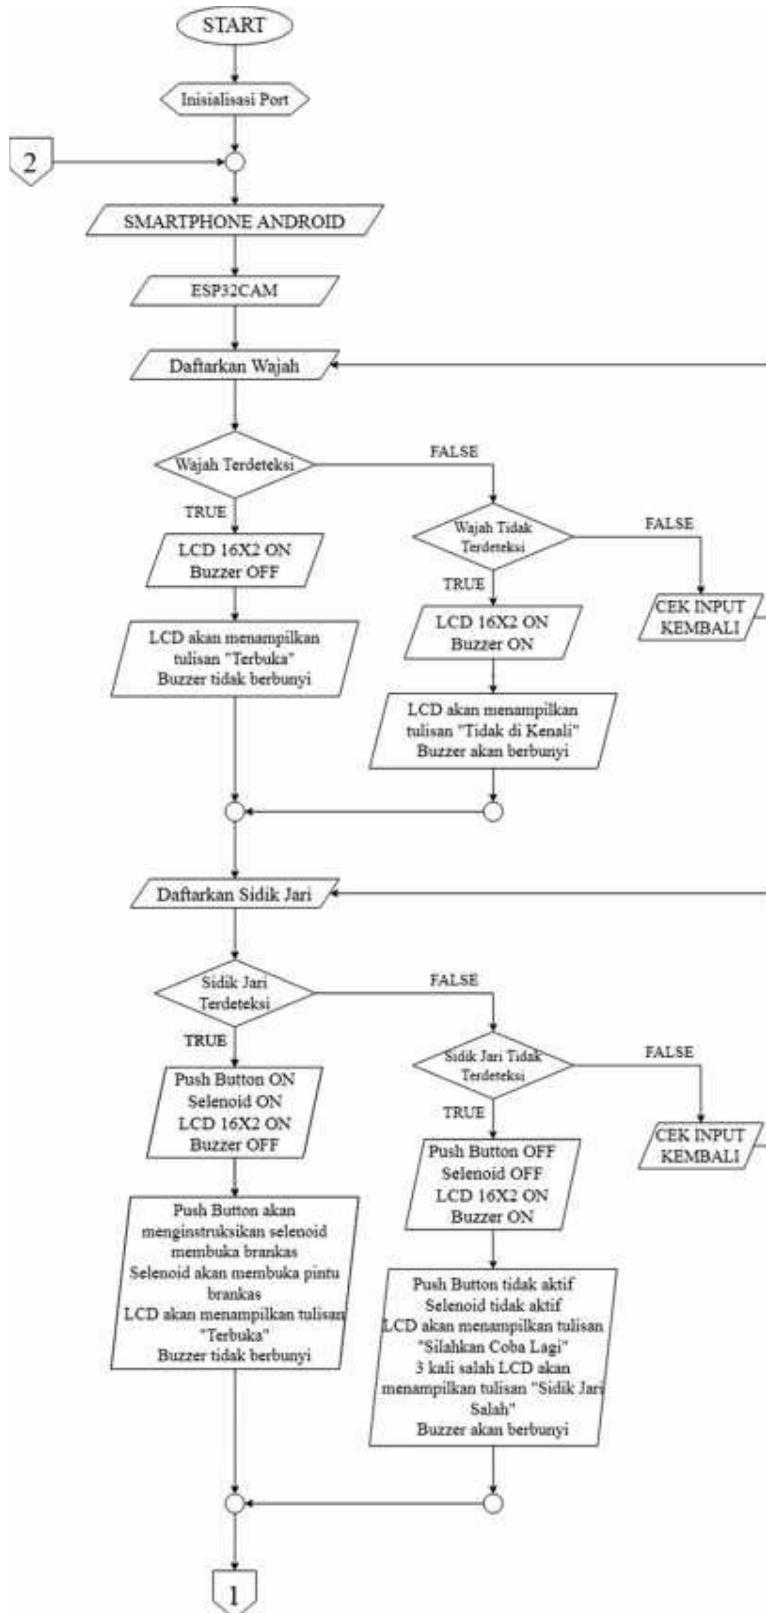 START
Inisialisasi Port
2
SMARTPHONE ANDROID
ESP32CAM
Daftarkan Wajah
Wajah Terdeteksi
FALSE
TRUE
LCD 16X2 ON
Buzzer OFF
LCD akan menampilkan
tulisan "Terbuka"
Buzzer tidak berbunyi
Wajah Tidak
Terdeteksi
FALSE
TRUE
CEK INPUT
KEMBALI
LCD 16X2 ON
Buzzer ON
LCD akan menampilkan
tulisan "Tidak di Kenali"
Buzzer akan berbunyi
Daftarkan Sidik Jari
Sidik Jari
Terdeteksi
FALSE
TRUE
Push Button ON
Selenoid ON
LCD 16X2 ON
Buzzer OFF
Push Button akan
menginstruksikan selenoid
membuka brankas
Selenoid akan membuka pintu
brankas
LCD akan menampilkan tulisan
"Terbuka"
Buzzer tidak berbunyi
Sidik Jari Tidak
Terdeteksi
FALSE
TRUE
CEK INPUT
KEMBALI
Push Button OFF
Selenoid OFF
LCD 16X2 ON
Buzzer ON
Push Button tidak aktif
Selenoid tidak aktif
LCD akan menampilkan tulisan
"Silahkan Coba Lagi"
3 kali salah LCD akan
menampilkan tulisan "Sidik Jari
Salah"
Buzzer akan berbunyi
1